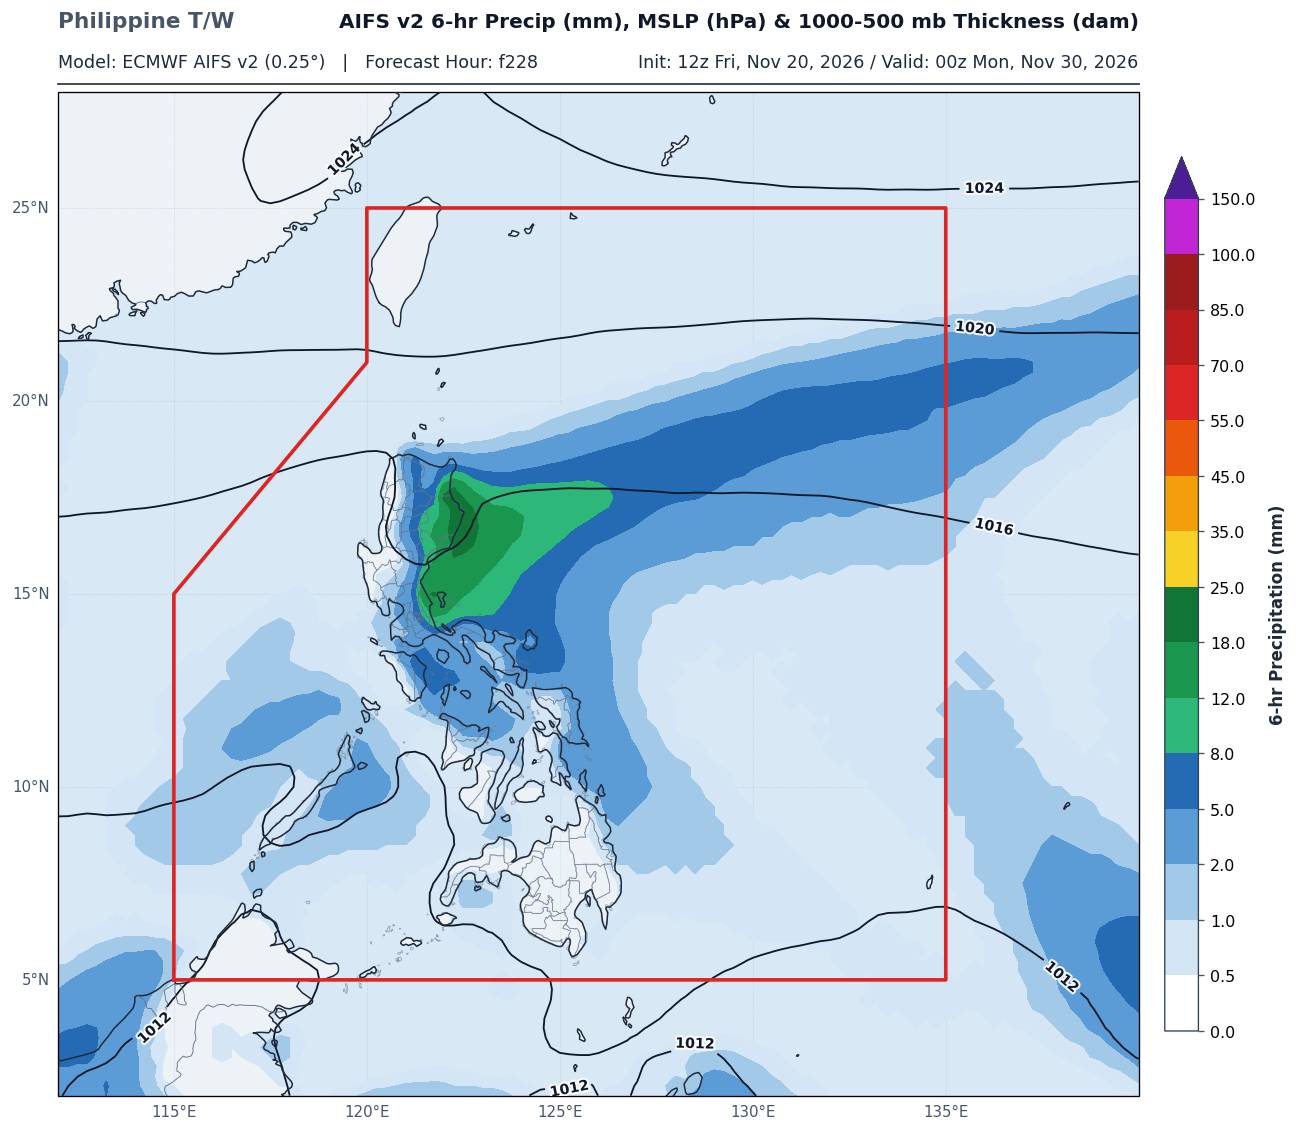 Philippine T/W
AIFS v2 6-hr Precip (mm), MSLP (hPa) & 1000-500 mb Thickness (dam)
Model: ECMWF AIFS v2 (0.25°) | Forecast Hour: f228
Init: 12z Fri, Nov 20, 2026 / Valid: 00z Mon, Nov 30, 2026
1024
1024
1020
1016
1012
1012
1012
1012
25°N
20°N
15°N
10°N
5°N
115°E
120°E
125°E
130°E
135°E
150.0
100.0
85.0
70.0
55.0
45.0
35.0
25.0
18.0
12.0
8.0
5.0
2.0
1.0
0.5
0.0
6-hr Precipitation (mm)